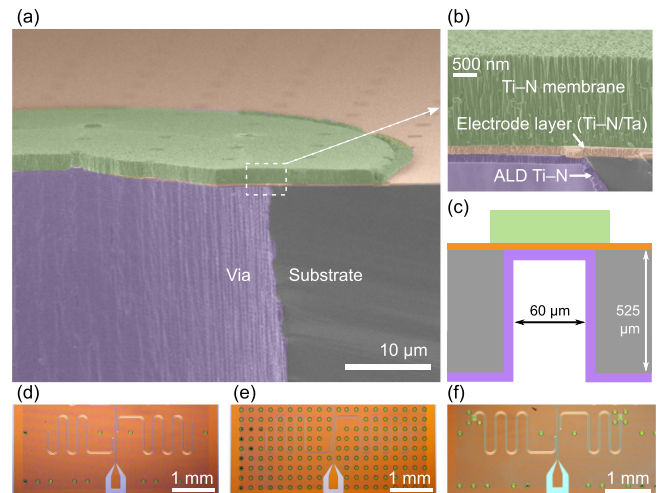 (a)
Via
Substrate
10 μm
(b)
500 nm
Ti–N membrane
Electrode layer (Ti–N/Ta)
ALD Ti–N
(c)
60 μm
525
μm
(d)
1 mm
(e)
1 mm
(f)
1 mm